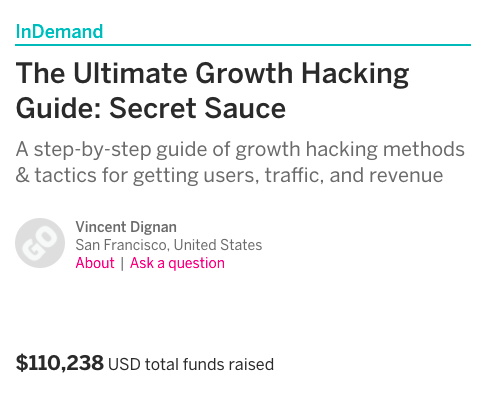 InDemand
The Ultimate Growth Hacking
Guide: Secret Sauce
A step-by-step guide of growth hacking methods
& tactics for getting users, traffic, and revenue
GO
Vincent Dignan
San Francisco, United States
About | Ask a question
$110,238 USD total funds raised